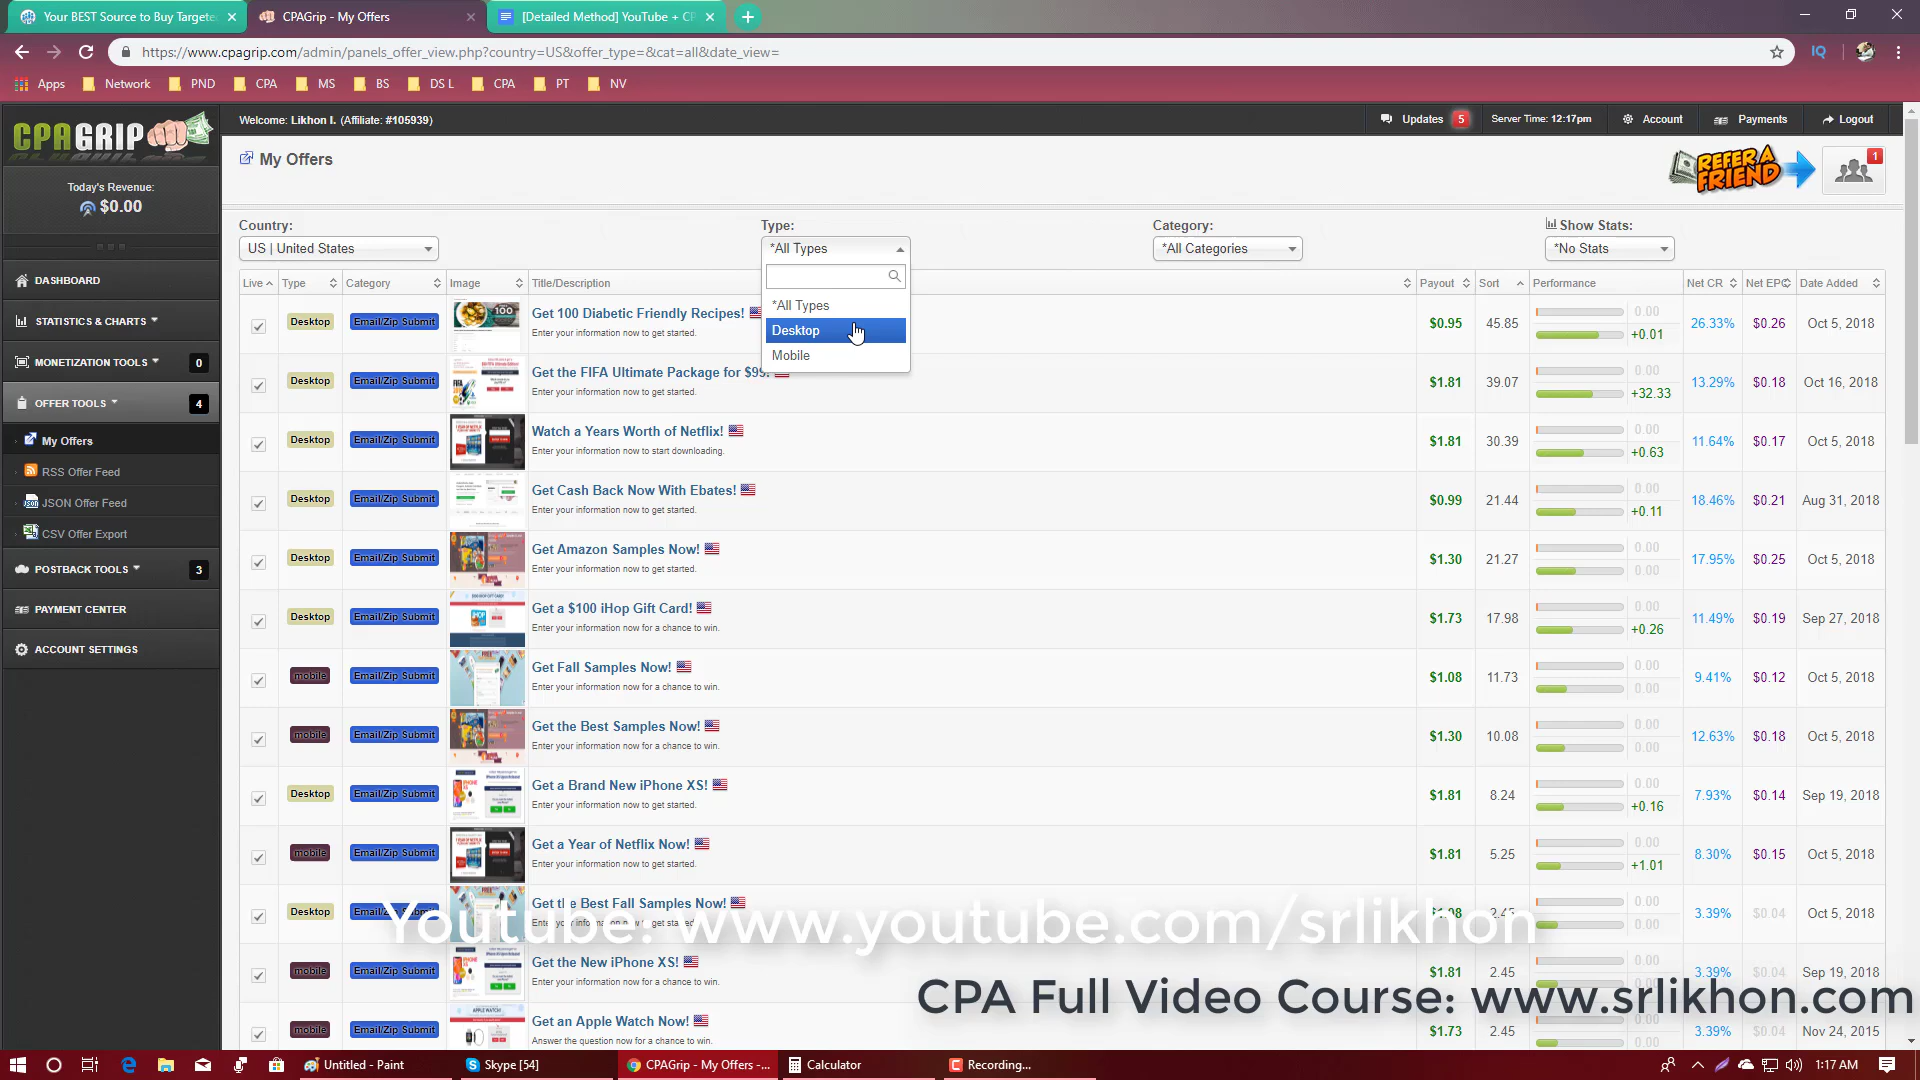 Your BEST Source to Buy Targete
CPAGrip - My Offers
[Detailed Method] YouTube + CP
https://www.cpagrip.com/admin/panels_offer_view.php?country=US&offer_type=&cat=all&date_view=
Apps Network PND CPA MS BS DS L CPA PT NV
CPAGRIP
Welcome: Likhon I. (Affiliate: #105939)
Updates 5 Server Time: 12:17pm Account Payments Logout
My Offers
REFER A FRIEND
1
Today's Revenue:
$0.00
DASHBOARD
STATISTICS & CHARTS
MONETIZATION TOOLS 0
OFFER TOOLS 4
My Offers
RSS Offer Feed
JSON Offer Feed
CSV Offer Export
POSTBACK TOOLS 3
PAYMENT CENTER
ACCOUNT SETTINGS
Country: Type: Category: Show Stats:
US | United States *All Types *All Categories *No Stats
*All Types
Desktop
Mobile
Live Type Category Image Title/Description Payout Sort Performance Net CR Net EPC Date Added
Desktop Email/Zip Submit Get 100 Diabetic Friendly Recipes! $0.95 45.85 0.00 +0.01 26.33% $0.26 Oct 5, 2018
Enter your information now to get started.
Desktop Email/Zip Submit Get the FIFA Ultimate Package for $99! $1.81 39.07 0.00 +32.33 13.29% $0.18 Oct 16, 2018
Enter your information now to get started.
Desktop Email/Zip Submit Watch a Years Worth of Netflix! $1.81 30.39 0.00 +0.63 11.64% $0.17 Oct 5, 2018
Enter your information now to start downloading.
Desktop Email/Zip Submit Get Cash Back Now With Ebates! $0.99 21.44 0.00 +0.11 18.46% $0.21 Aug 31, 2018
Enter your information now to get started.
Desktop Email/Zip Submit Get Amazon Samples Now! $1.30 21.27 0.00 0.00 17.95% $0.25 Oct 5, 2018
Enter your information now to get started.
Desktop Email/Zip Submit Get a $100 iHop Gift Card! $1.73 17.98 0.00 +0.26 11.49% $0.19 Sep 27, 2018
Enter your information now for a chance to win.
mobile Email/Zip Submit Get Fall Samples Now! $1.08 11.73 0.00 0.00 9.41% $0.12 Oct 5, 2018
Enter your information now for a chance to win.
mobile Email/Zip Submit Get the Best Samples Now! $1.30 10.08 0.00 0.00 12.63% $0.18 Oct 5, 2018
Enter your information now for a chance to win.
Desktop Email/Zip Submit Get a Brand New iPhone XS! $1.81 8.24 0.00 +0.16 7.93% $0.14 Sep 19, 2018
Enter your information now to get started.
mobile Email/Zip Submit Get a Year of Netflix Now! $1.81 5.25 0.00 +1.01 8.30% $0.15 Oct 5, 2018
Enter your information now to get started.
Desktop Email/Zip Submit Get the Best Fall Samples Now! $1.08 2.45 0.00 3.39% $0.04 Oct 5, 2018
Enter your information now to get started.
Youtube: www.youtube.com/srlikhon
mobile Email/Zip Submit Get the New iPhone XS! $1.81 2.45 3.39% $0.04 Sep 19, 2018
Enter your information now for a chance to win.
CPA Full Video Course: www.srlikhon.com
mobile Email/Zip Submit Get an Apple Watch Now! $1.73 2.45 0.00 3.39% $0.04 Nov 24, 2015
Answer the question now for a chance to win.
Untitled - Paint Skype [54] CPAGrip - My Offers -... Calculator Recording... 1:17 AM